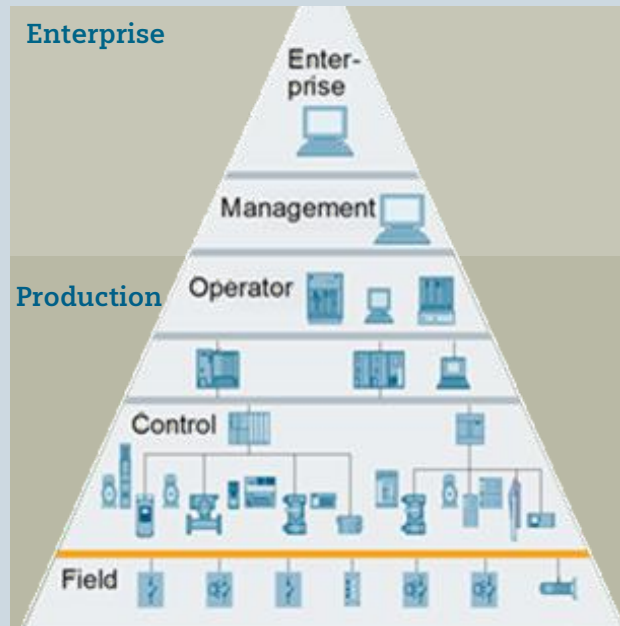 Enterprise
Enter-
prise
Management
Production
Operator
Control
Field